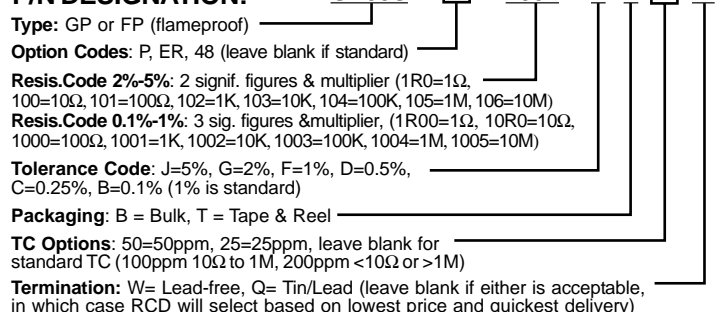 P/N DESIGNATION:
Type: GP or FP (flameproof)
Option Codes: P, ER, 48 (leave blank if standard)
Resis.Code 2%-5%: 2 signif. figures & multiplier (1R0=1Ω,
100=10Ω, 101=100Ω, 102=1K, 103=10K, 104=100K, 105=1M, 106=10M)
Resis.Code 0.1%-1%: 3 sig. figures &multiplier, (1R00=1Ω, 10R0=10Ω,
1000=100Ω, 1001=1K, 1002=10K, 1003=100K, 1004=1M, 1005=10M)
Tolerance Code: J=5%, G=2%, F=1%, D=0.5%,
C=0.25%, B=0.1% (1% is standard)
Packaging: B = Bulk, T = Tape & Reel
TC Options: 50=50ppm, 25=25ppm, leave blank for
standard TC (100ppm 10Ω to 1M, 200ppm <10Ω or >1M)
Termination: W= Lead-free, Q= Tin/Lead (leave blank if either is acceptable,
in which case RCD will select based on lowest price and quickest delivery)